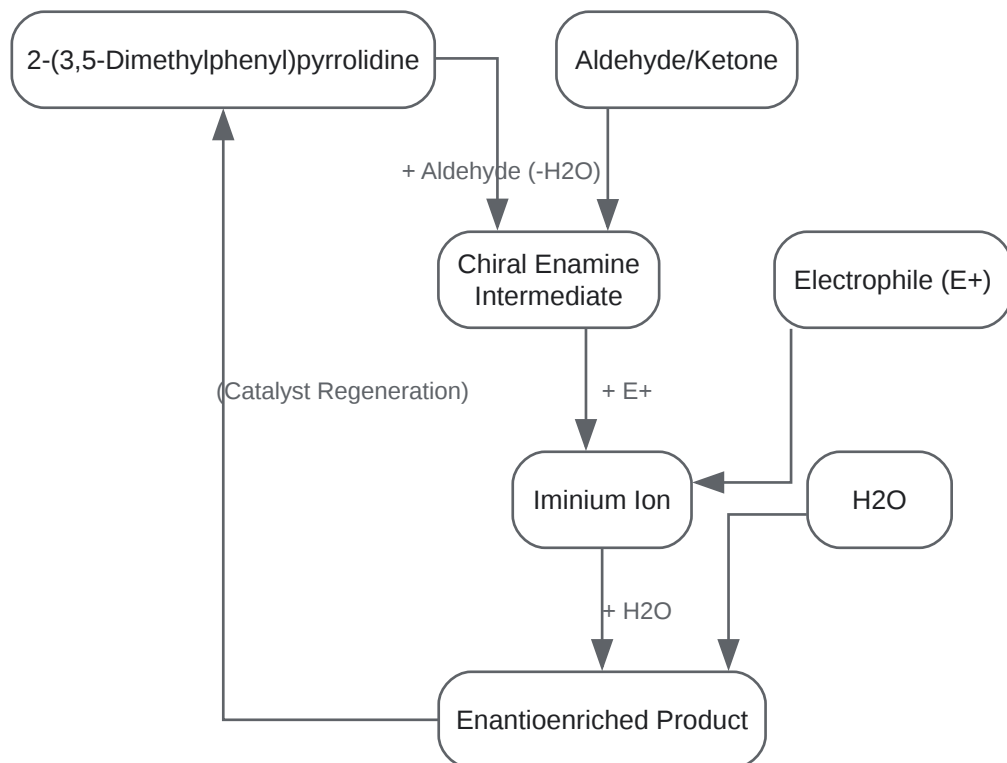 2-(3,5-Dimethylphenyl)pyrrolidine
Aldehyde/Ketone
+ Aldehyde (-H2O)
Chiral Enamine
Intermediate
Electrophile (E+)
(Catalyst Regeneration)
+ E+
Iminium Ion
H2O
+ H2O
Enantioenriched Product